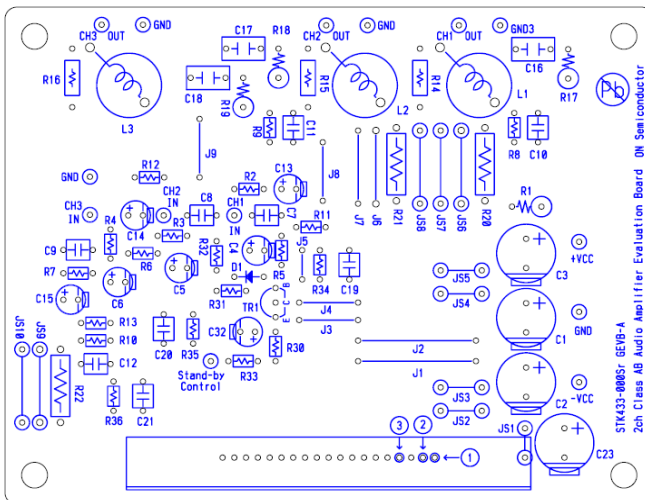 CH3 OUT
GND
C17
R18
CH2 OUT
GND
CH1 OUT
GND3
C16
R17
R16
L3
C18
R19
R15
L2
R14
L1
R9
C11
R8
C10
J9
J8
J7
J6
R21
JS8
JS7
JS6
R20
R12
GND
CH2 IN
CH3 IN
C14
R4
R3
C8
R2
C13
CH1 IN
C7
R11
R1
+VCC
C9
R7
R6
R32
C4
R5
J5
R34
C19
C3
JS5
JS4
C15
C6
C5
D1
R31
TR1
B
C
E
J4
J3
C1
GND
JS10
JS9
R13
R10
C20
R35
C32
R30
J2
J1
C12
R22
R33
Stand-by
Control
-VCC
JS3
JS2
C2
R36
C21
JS1
C23
3
2
1
STK433-000Sr GEVB-A
2ch Class AB Audio Amplifier Evaluation Board ON Semiconductor